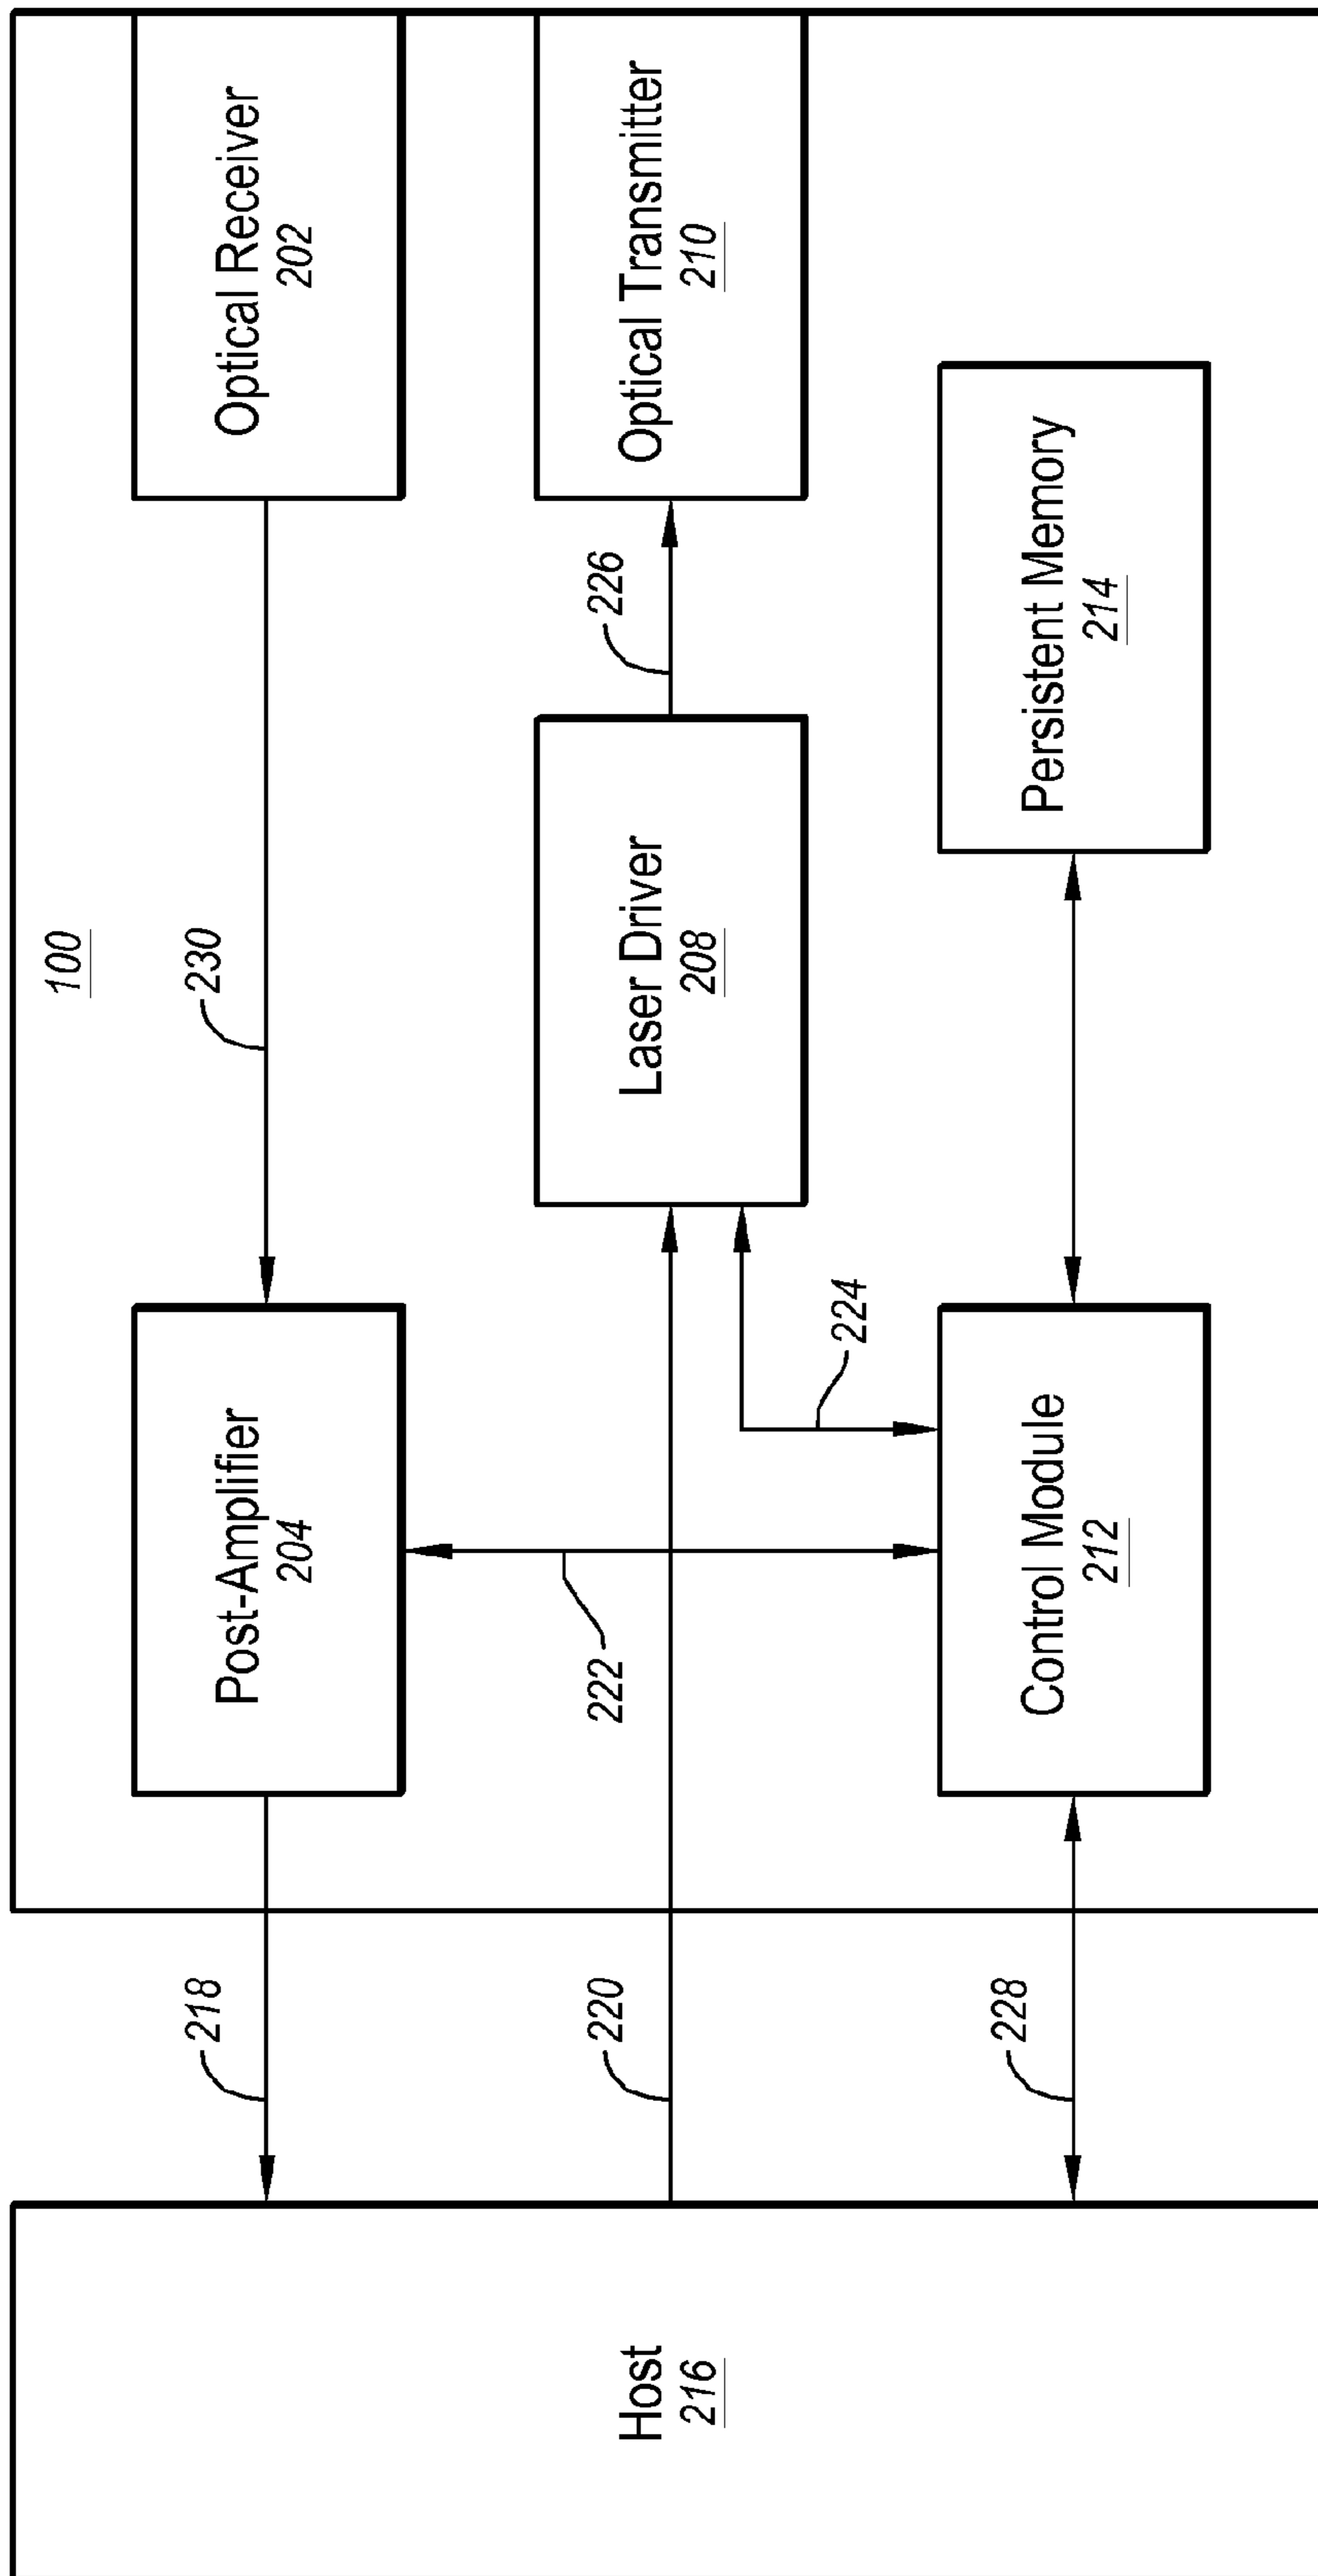 100
Optical Receiver
202
230
Post-Amplifier
204
218
Optical Transmitter
210
226
Laser Driver
208
222
220
224
Persistent Memory
214
Control Module
212
228
Host
216